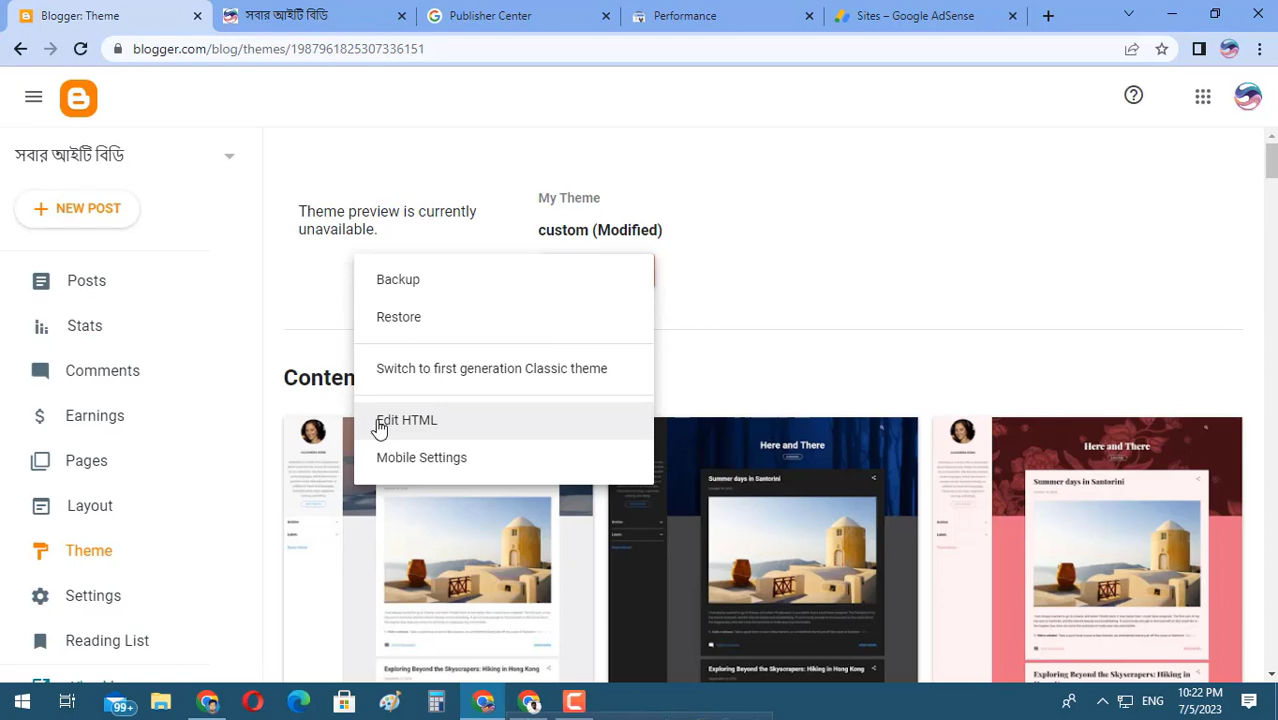 Blogger: Theme
সবার আইটি বিডি
Publisher Center
Performance
Sites – Google AdSense
blogger.com/blog/themes/1987961825307336151
সবার আইটি বিডি
NEW POST
Posts
Stats
Comments
Earnings
Pages
Layout
Theme
Settings
Reading List
Theme preview is currently
unavailable.
My Theme
custom (Modified)
Backup
Restore
Switch to first generation Classic theme
Edit HTML
Mobile settings
Conten
Here and There
Summer days in Santorini
Exploring Beyond the Skyscrapers: Hiking in Hong Kong
Exploring Beyond the Skyscrapers: Hiking in Hong Kong
Here and There
Summer days in Santorini
Exploring Beyond the
Skyscrapers: Hiking in
99+
ENG
10:22 PM
7/5/2023